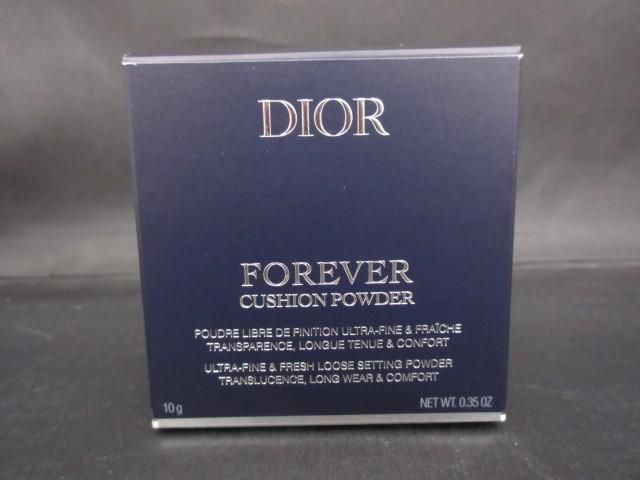 DIOR
FOREVER
CUSHION POWDER
POUDRE LIBRE DE FINITION ULTRA-FINE & FRAÎCHE
TRANSPARENCE, LONGUE TENUE & CONFORT
ULTRA-FINE & FRESH LOOSE SETTING POWDER
TRANSLUCENCE, LONG WEAR & COMFORT
10 g NET WT. 0.35 OZ